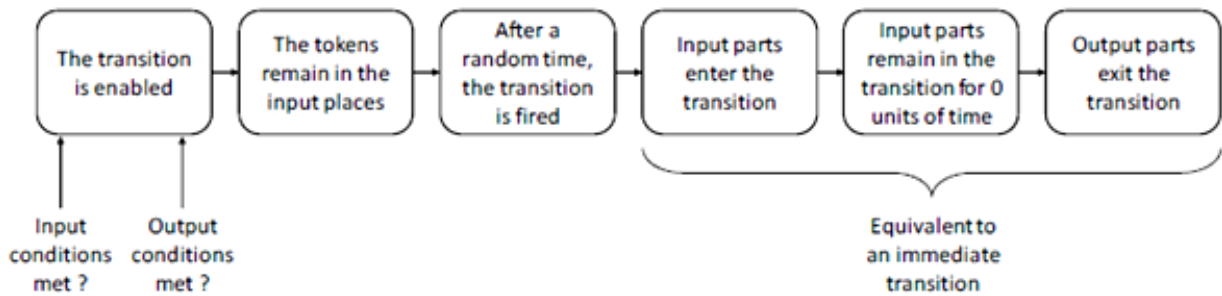 The transition
is enabled
The tokens
remain in the
input places
After a
random time,
the transition
is fired
Input parts
enter the
transition
Input parts
remain in the
transition for 0
units of time
Output parts
exit the
transition
Input
conditions
met ?
Output
conditions
met ?
Equivalent to
an immediate
transition